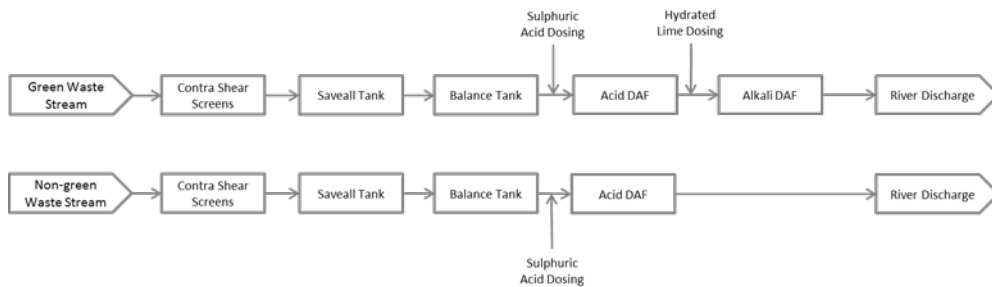 Sulphuric
Acid Dosing
Hydrated
Lime Dosing
Green Waste
Stream
Contra Shear
Screens
Saveall Tank
Balance Tank
Acid DAF
Alkali DAF
River Discharge
Non-green
Waste Stream
Contra Shear
Screens
Saveall Tank
Balance Tank
Acid DAF
River Discharge
Sulphuric
Acid Dosing